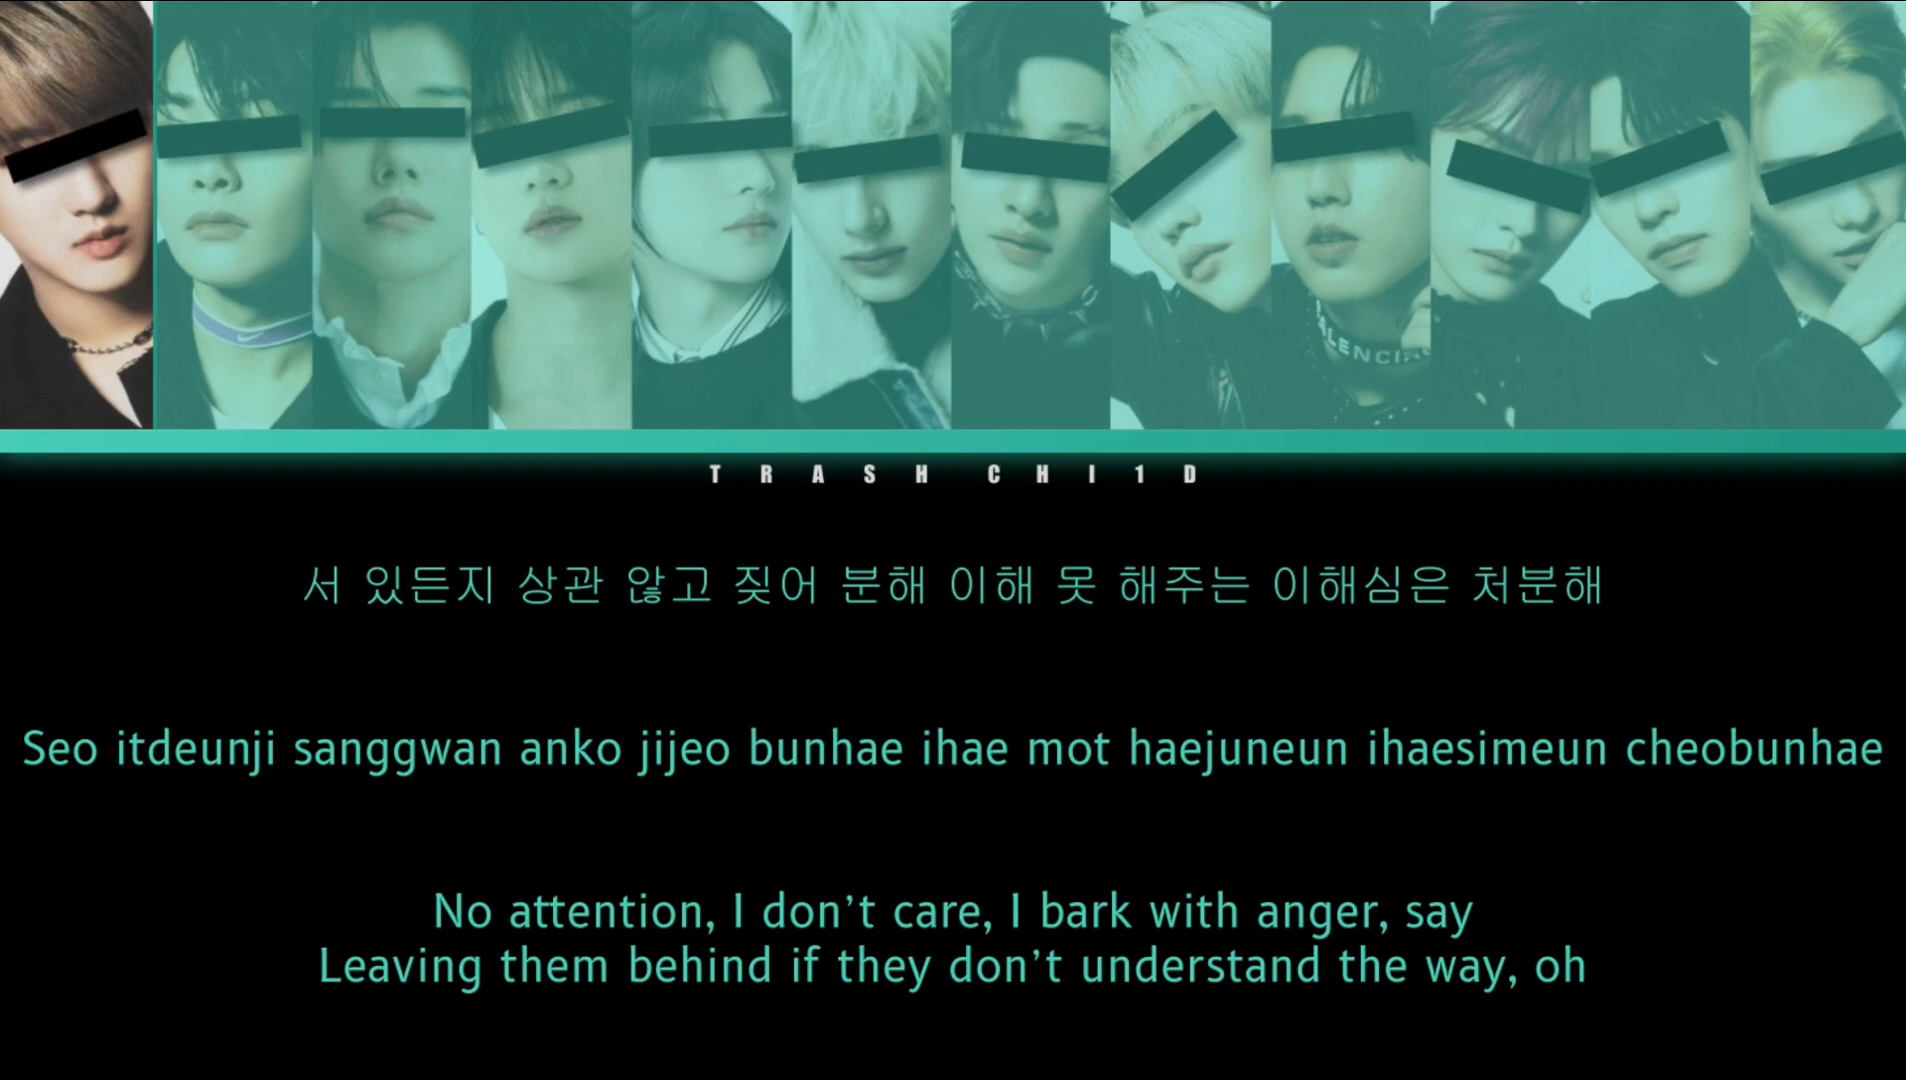 LENCIA
T R A S H C H I 1 D
서 있든지 상관 않고 짖어 분해 이해 못 해주는 이해심은 처분해
Seo itdeunji sanggwan anko jijeo bunhae ihae mot haejuneun ihaesimeun cheobunhae
No attention, I don’t care, I bark with anger, say
Leaving them behind if they don’t understand the way, oh